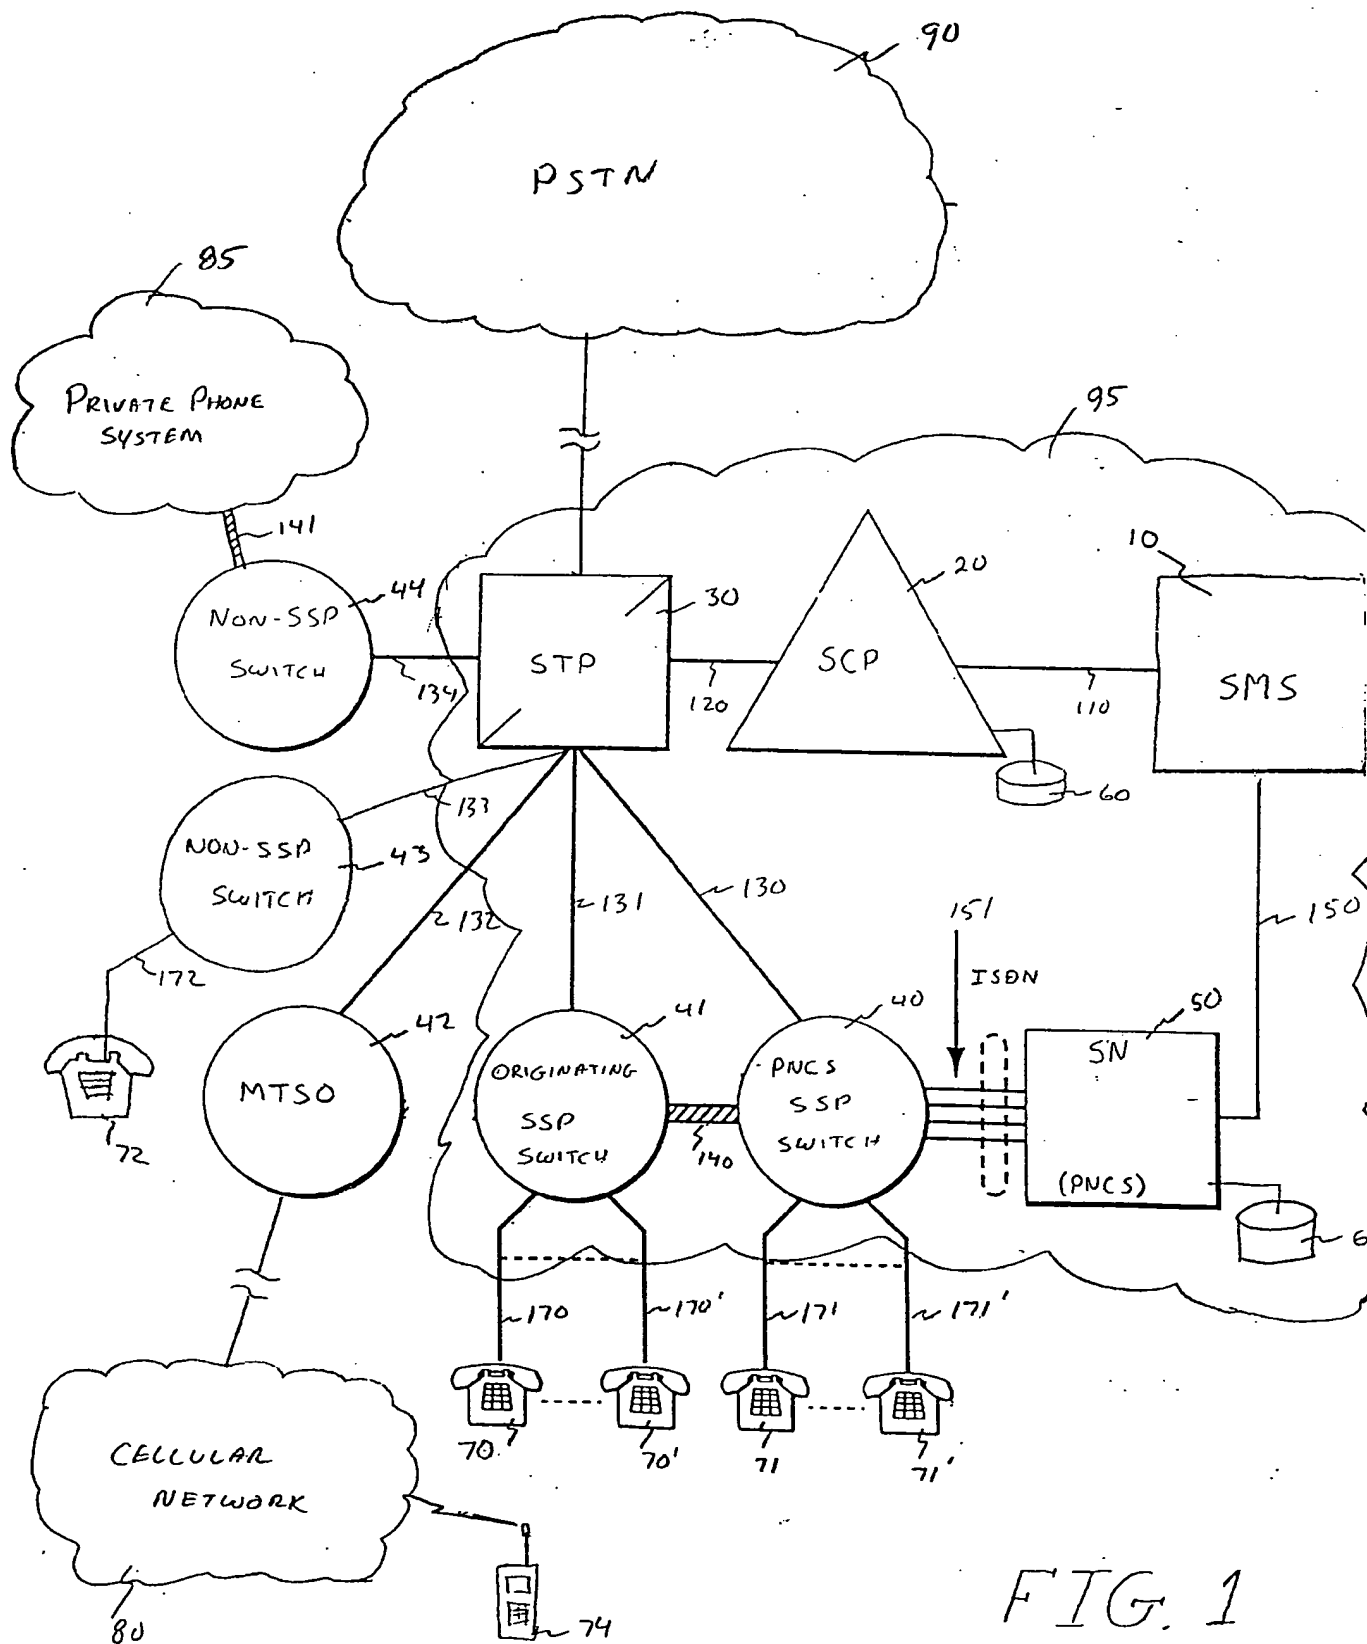 90
PSTN
85
PRIVATE PHONE
SYSTEM
95
141
10
NON-SSP
SWITCH
44
30
20
STP
SCP
SMS
134
120
110
60
133
NON-SSP
SWITCH
43
132
131
130
151
150
172
ISDN
42
41
40
50
MTSO
ORIGINATING
SSP
SWITCH
PNCS
SSP
SWITCH
SN
(PNCS)
140
72
170
170'
171
171'
70
70'
71
71'
CELLULAR
NETWORK
80
74
FIG. 1